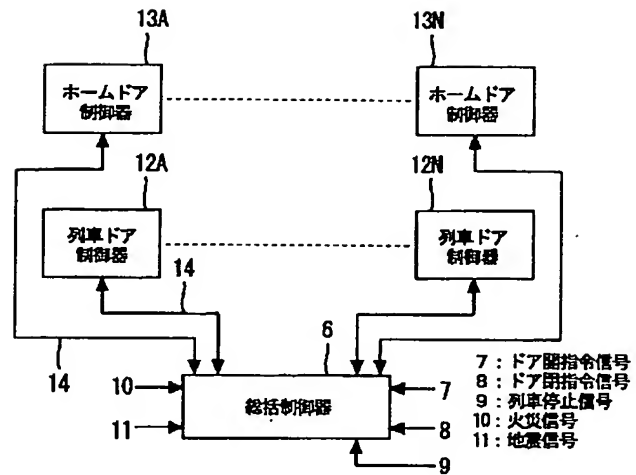 13A
13N
ホームドア
制御器
ホームドア
制御器
12A
12N
列車ドア
制御器
列車ドア
制御器
14
14
6
総括制御器
10
11
7
8
9
7：ドア開指令信号
8：ドア閉指令信号
9：列車停止信号
10：火災信号
11：地震信号